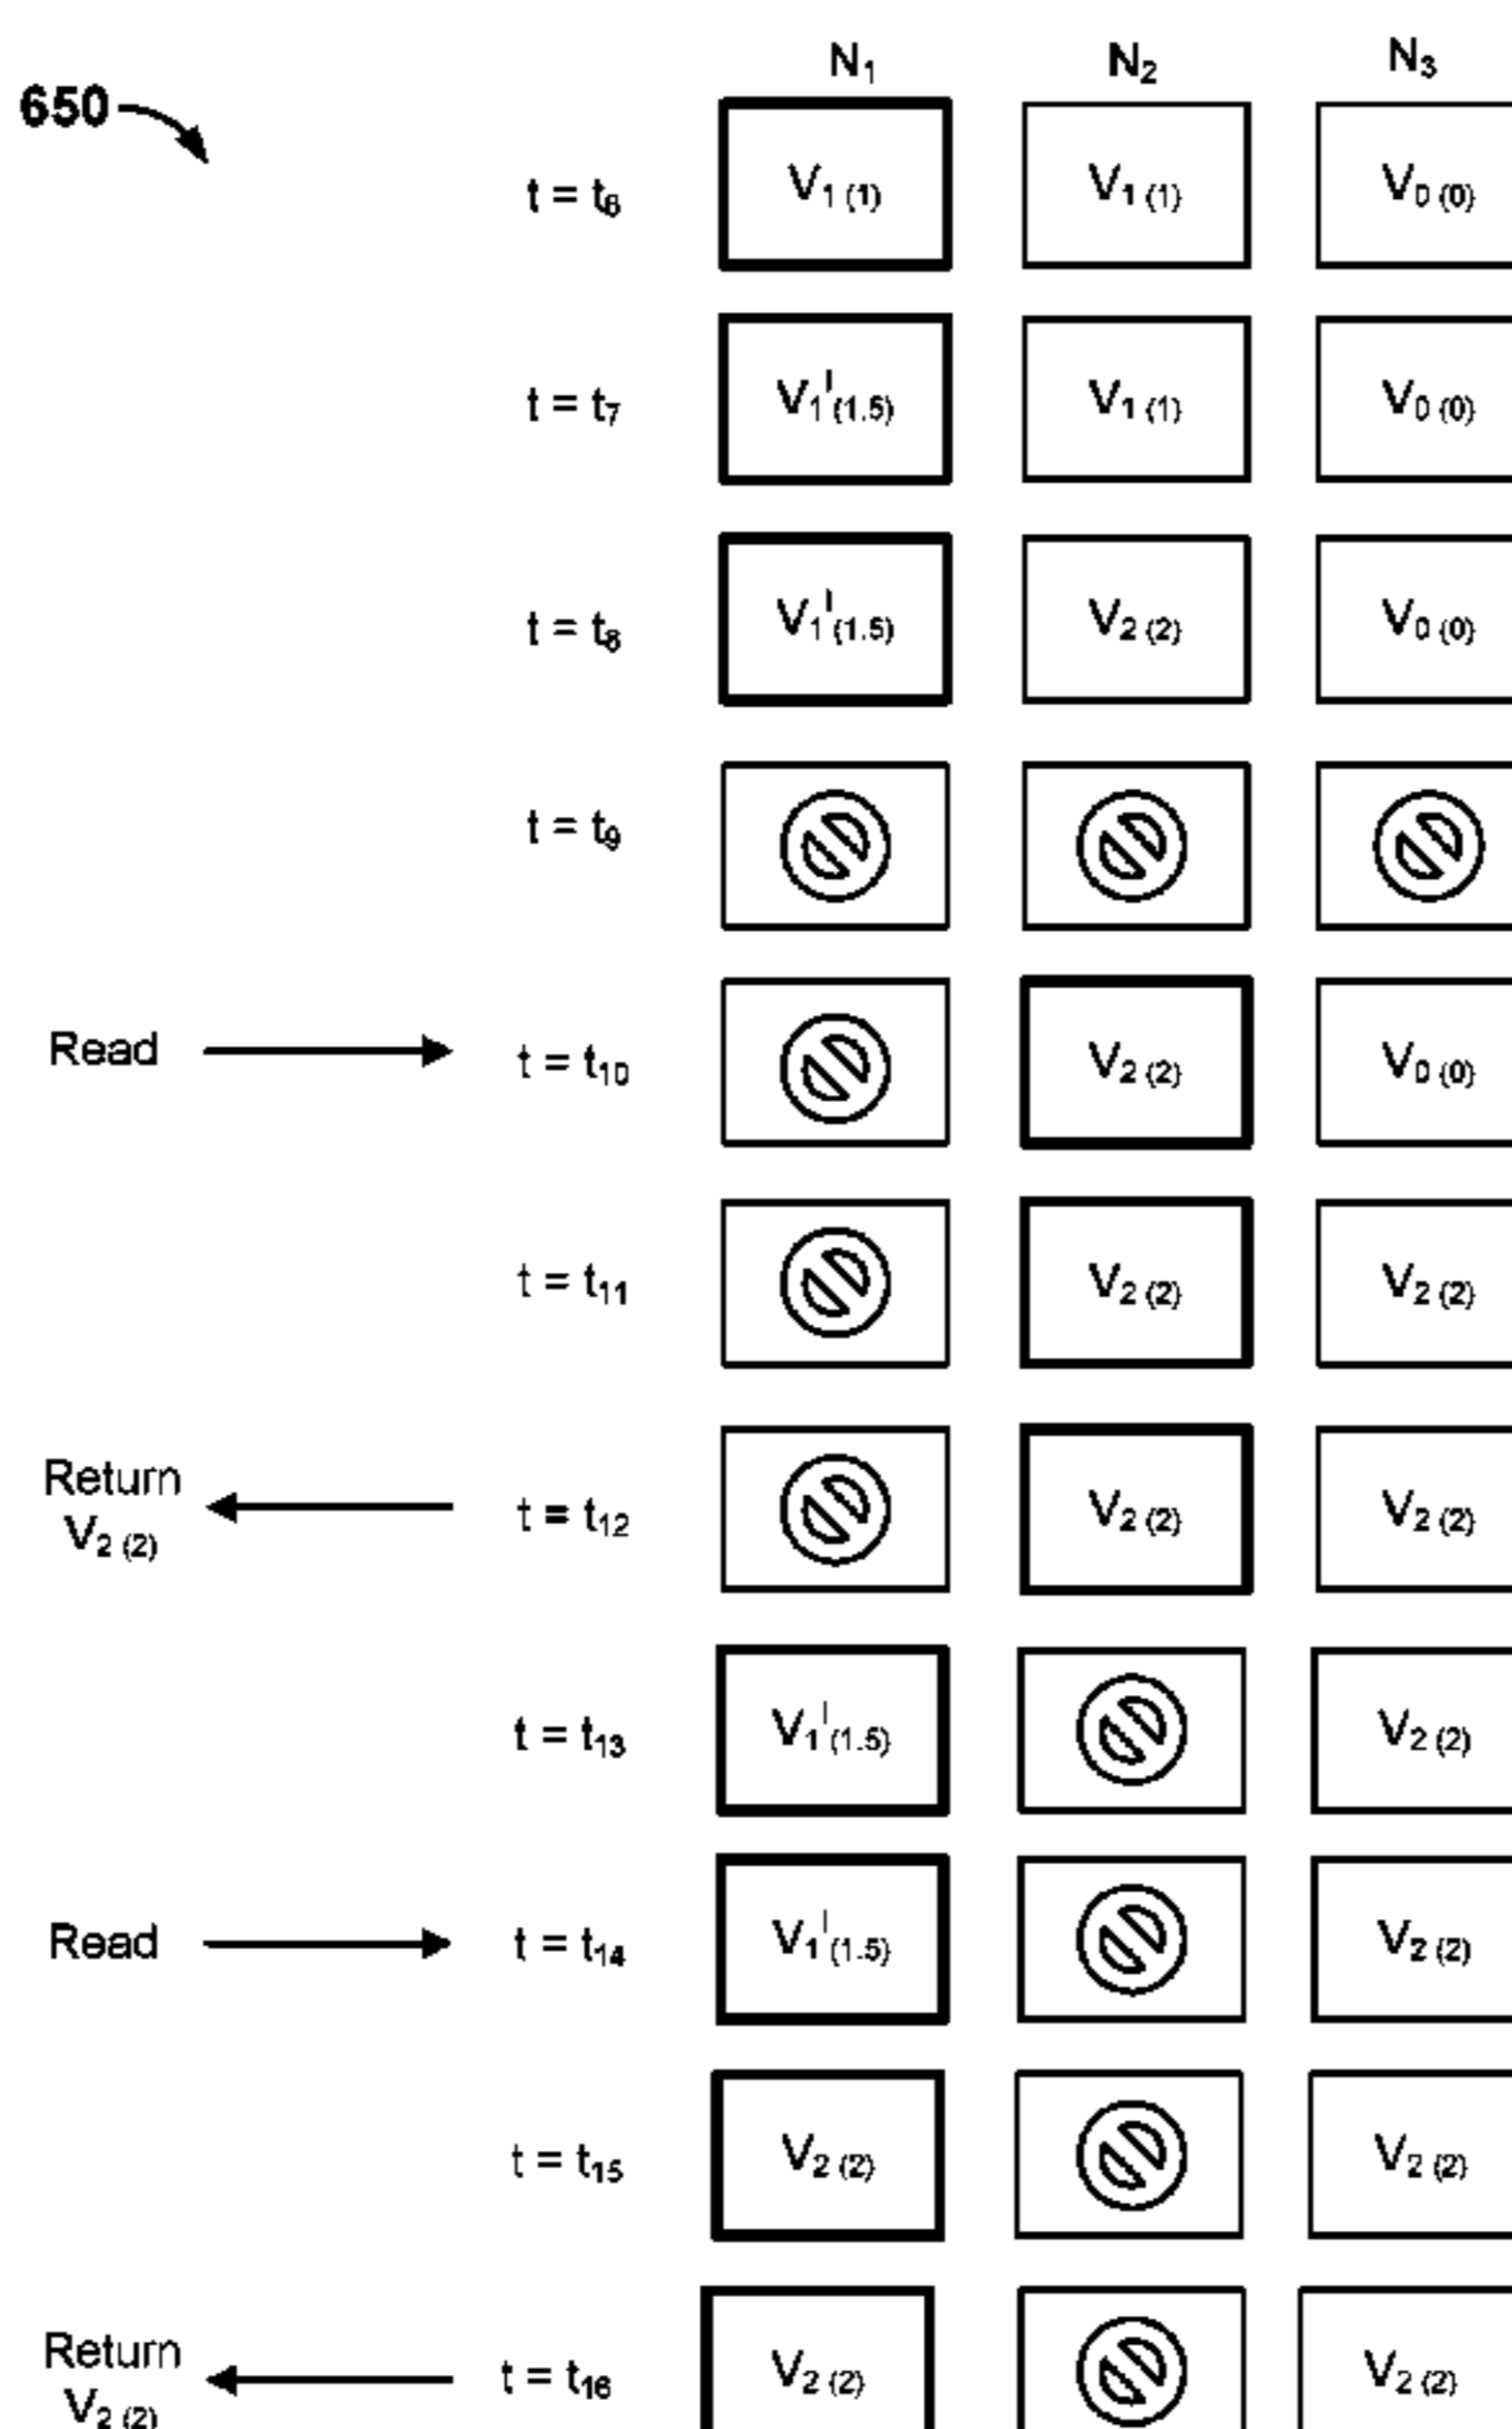 N₁ N₂ N₃
650
t = t₆ V₁ ₍₁₎ V₁ ₍₁₎ V₀ ₍₀₎
t = t₇ V₁'₍₁.₅₎ V₁ ₍₁₎ V₀ ₍₀₎
t = t₈ V₁'₍₁.₅₎ V₂ ₍₂₎ V₀ ₍₀₎
t = t₉
Read t = t₁₀ V₂ ₍₂₎ V₀ ₍₀₎
t = t₁₁ V₂ ₍₂₎ V₂ ₍₂₎
Return
V₂ ₍₂₎ t = t₁₂ V₂ ₍₂₎ V₂ ₍₂₎
t = t₁₃ V₁'₍₁.₅₎ V₂ ₍₂₎
Read t = t₁₄ V₁'₍₁.₅₎ V₂ ₍₂₎
t = t₁₅ V₂ ₍₂₎ V₂ ₍₂₎
Return
V₂ ₍₂₎ t = t₁₆ V₂ ₍₂₎ V₂ ₍₂₎